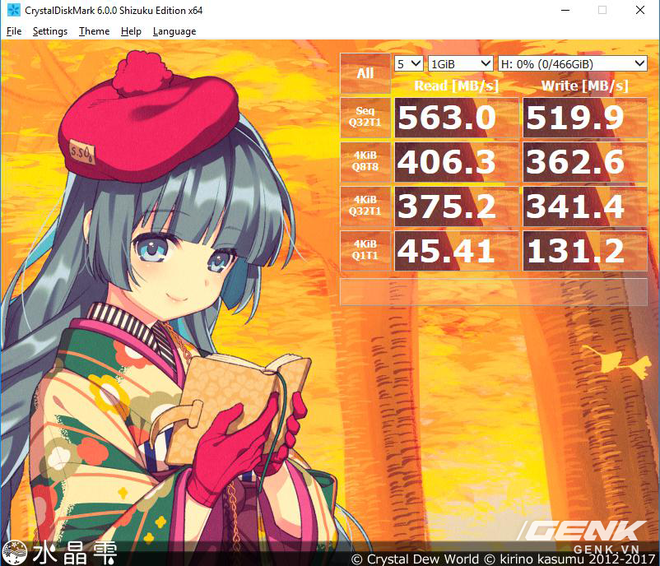 CrystalDiskMark 6.0.0 Shizuku Edition x64
File Settings Theme Help Language
All 5 1GiB H: 0% (0/466GiB)
Read [MB/s] Write [MB/s]
Seq Q32T1 563.0 519.9
4KiB Q8T8 406.3 362.6
4KiB Q32T1 375.2 341.4
4KiB Q1T1 45.41 131.2
GENK
GENK.VN
水晶雫
© Crystal Dew World © kirino kasumu 2012-2017